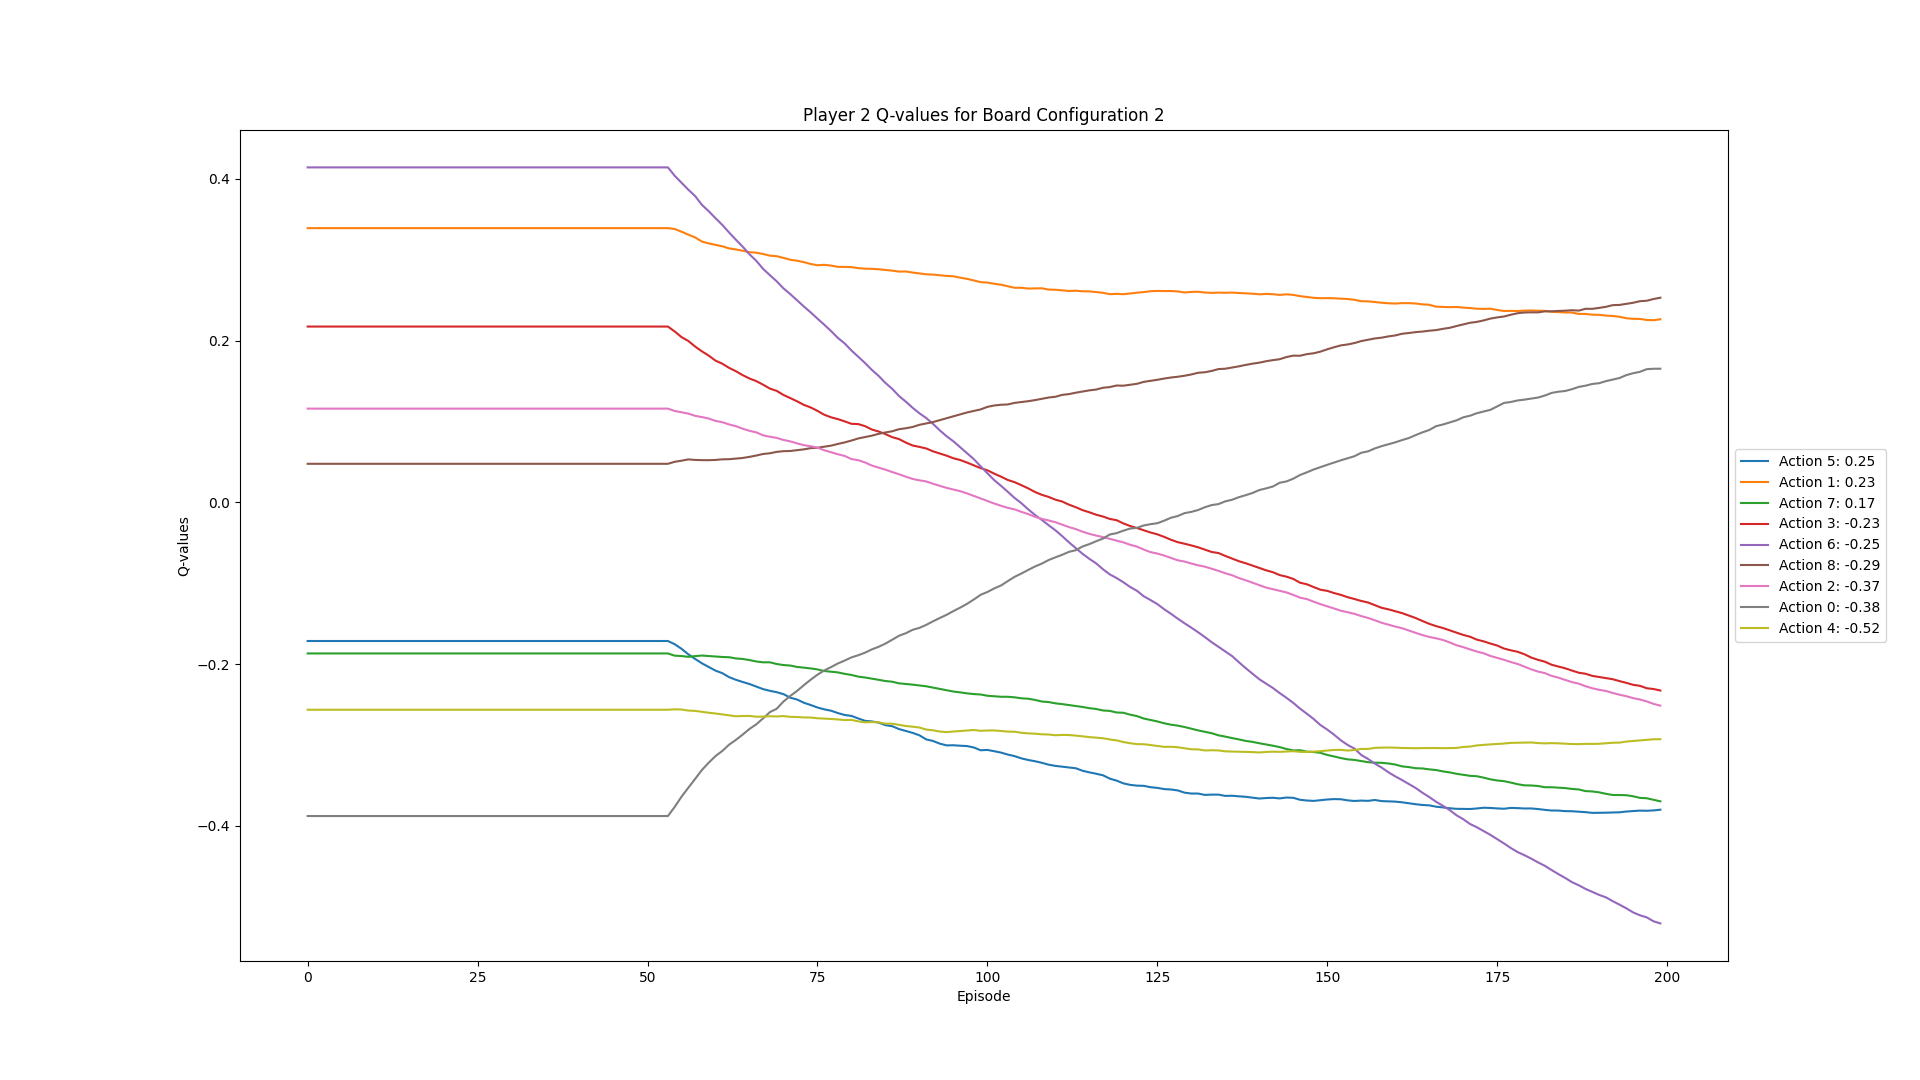 Player 2 Q-values for Board Configuration 2
0.4
0.2
0.0
−0.2
−0.4
Q-values
0 25 50 75 100 125 150 175 200
Episode
Action 5: 0.25
Action 1: 0.23
Action 7: 0.17
Action 3: -0.23
Action 6: -0.25
Action 8: -0.29
Action 2: -0.37
Action 0: -0.38
Action 4: -0.52